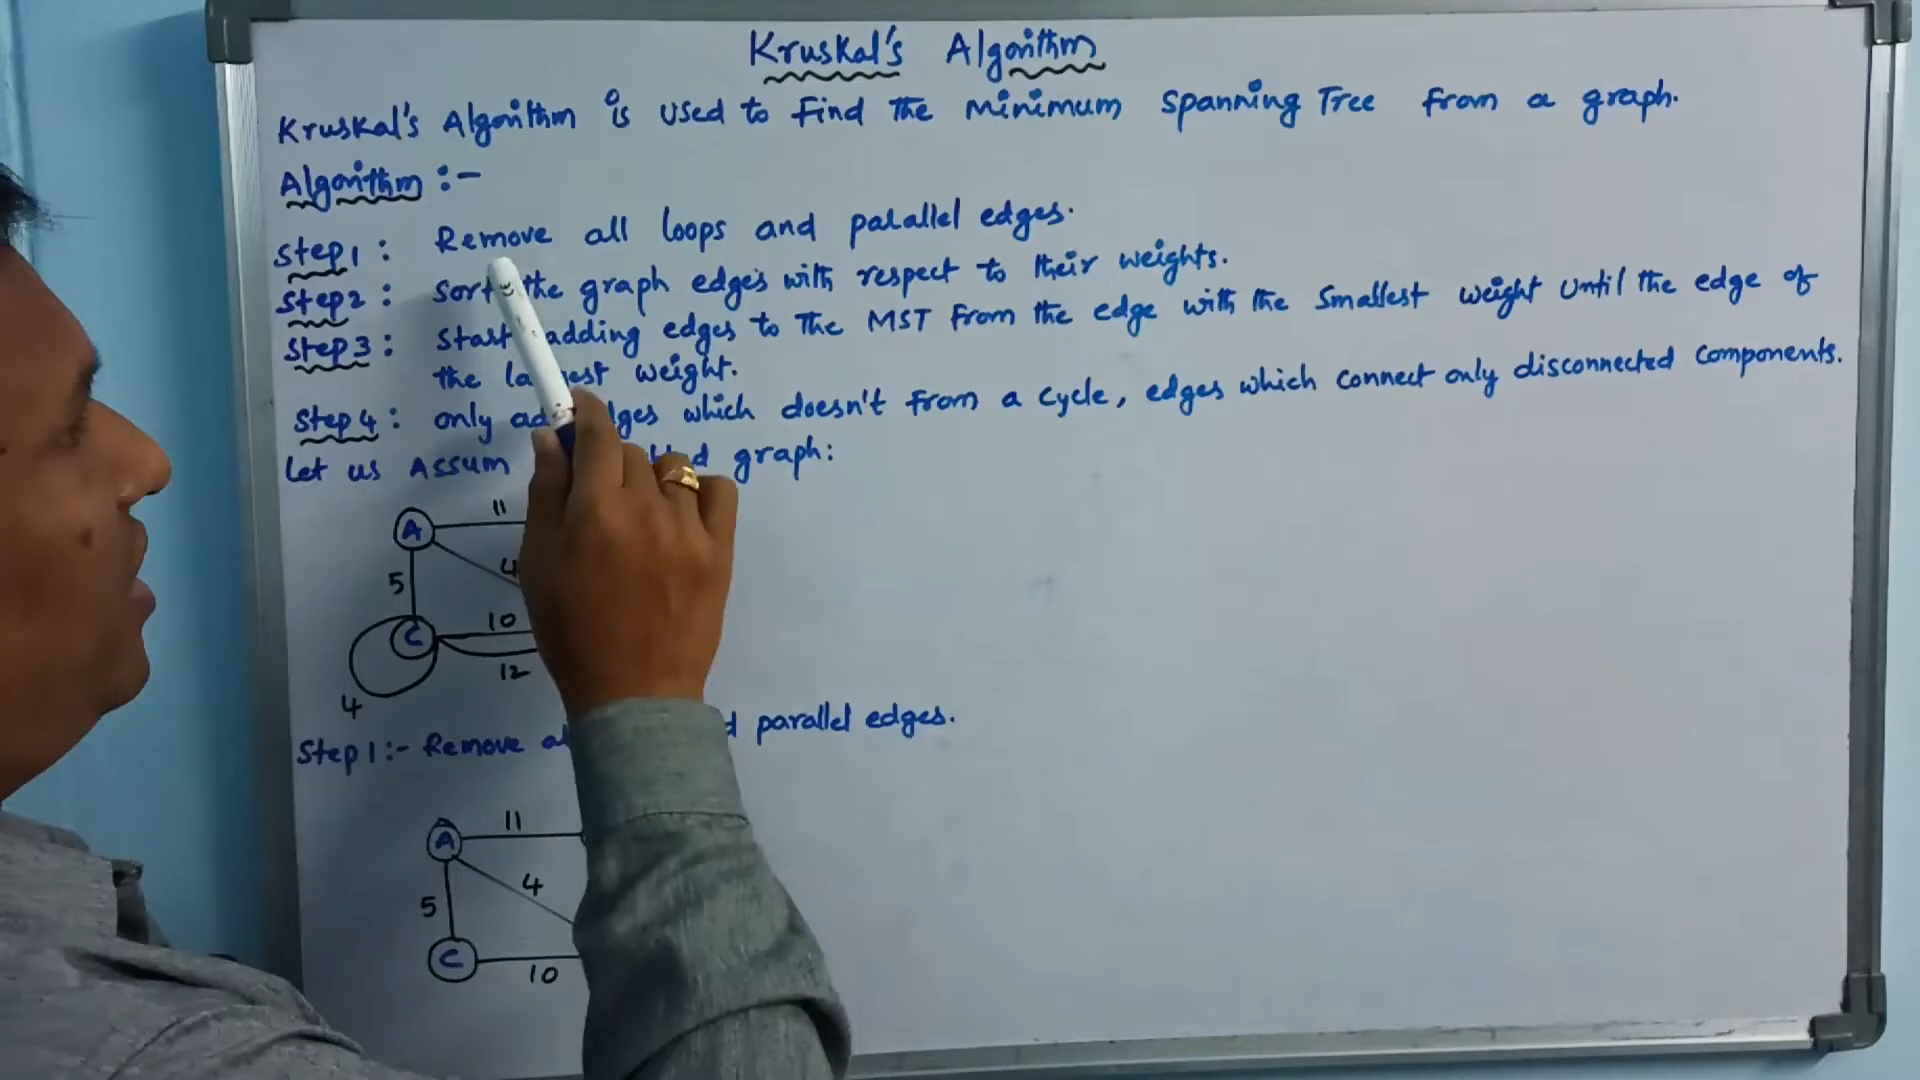 Kruskal's Algorithm
Kruskal's Algorithm is used to find the minimum spanning Tree from a graph.
Algorithm :-
Step1 : Remove all loops and parallel edges.
Step2 : Sort the graph edges with respect to their weights.
Step3 : Start adding edges to the MST from the edge with the smallest weight until the edge of
the largest weight.
Step4 : only add edges which doesn't from a cycle, edges which connect only disconnected components.
Let us Assum graph:
A 11
5 4
C 10
12
4
Step1:- Remove parallel edges.
A 11
5 4
C 10